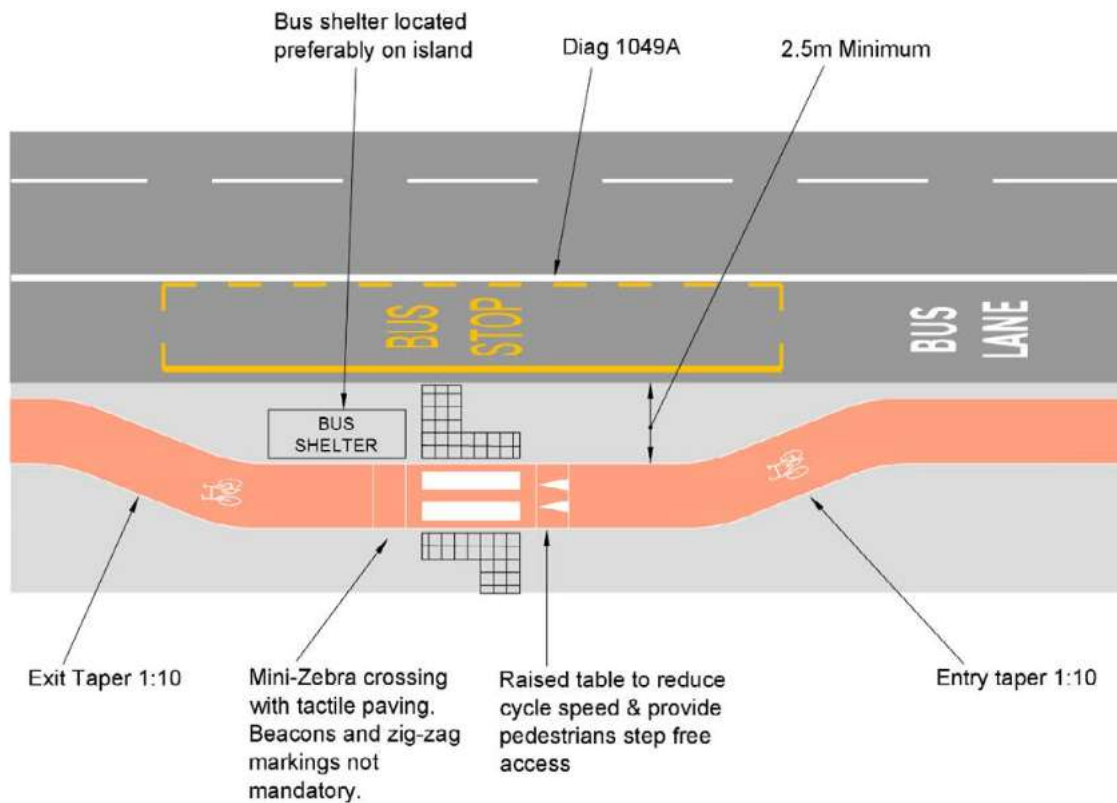 Bus shelter located
preferably on island
Diag 1049A
2.5m Minimum
BUS
STOP
BUS
LANE
BUS
SHELTER
Exit Taper 1:10
Mini-Zebra crossing
with tactile paving.
Beacons and zig-zag
markings not
mandatory.
Raised table to reduce
cycle speed & provide
pedestrians step free
access
Entry taper 1:10